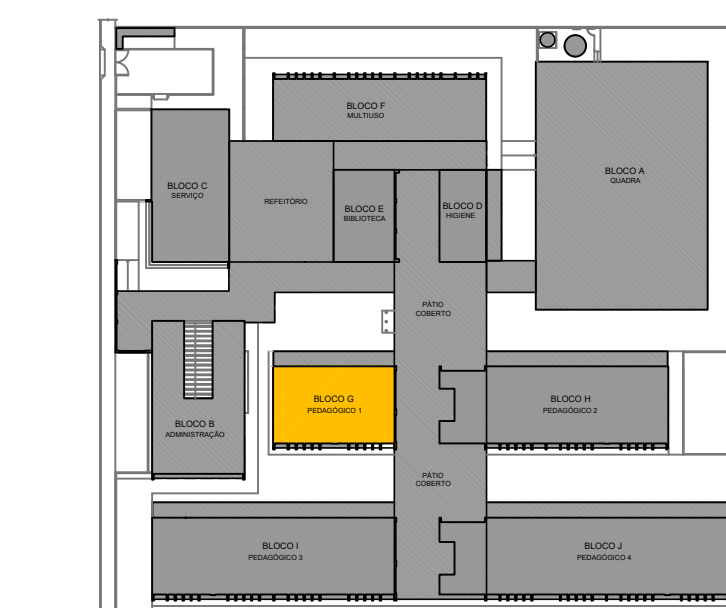 BLOCO F
MULTIUSO
BLOCO A
QUADRA
BLOCO C
SERVIÇO
REFEITÓRIO
BLOCO E
BIBLIOTECA
BLOCO D
HIGIENE
PÁTIO
COBERTO
BLOCO G
PEDAGÓGICO 1
BLOCO H
PEDAGÓGICO 2
BLOCO B
ADMINISTRAÇÃO
PÁTIO
COBERTO
BLOCO I
PEDAGÓGICO 3
BLOCO J
PEDAGÓGICO 4